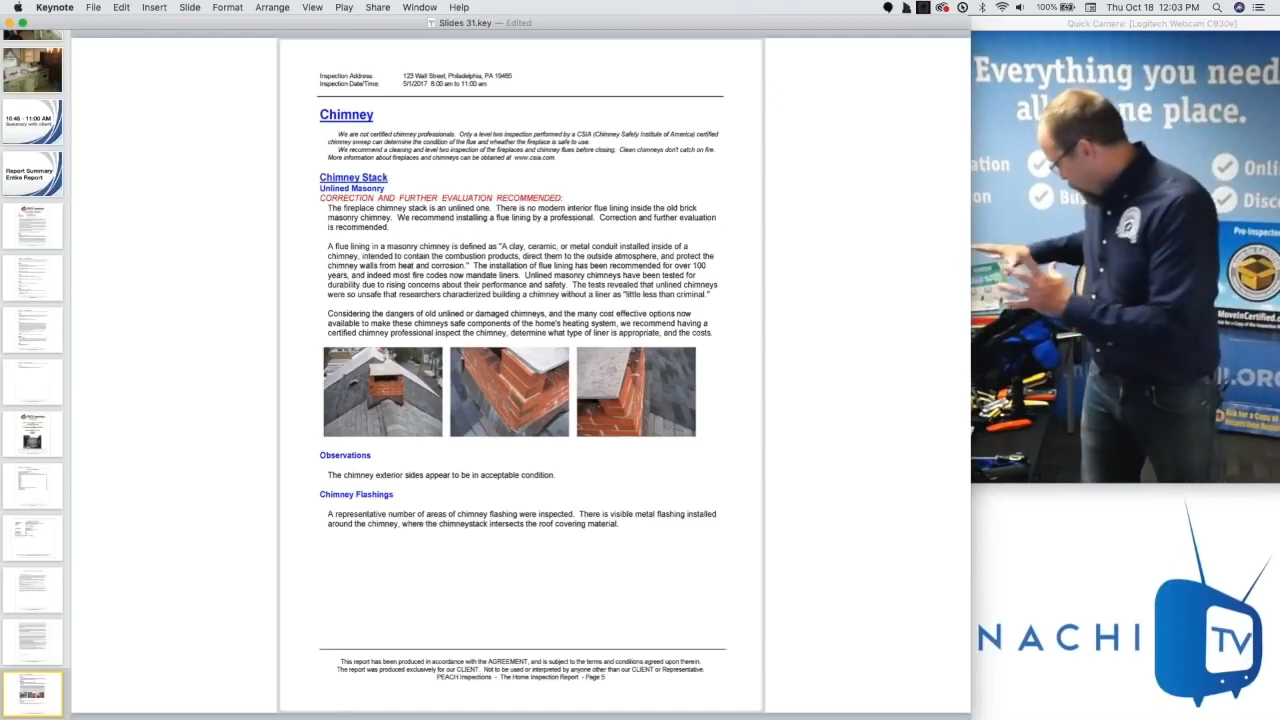 Keynote File Edit Insert Slide Format Arrange View Play Share Window Help
100% Thu Oct 18 12:03 PM
Slides 31.key — Edited
Quick Camera: [Logitech Webcam C930e]
10:45 - 11:00 AM
Summary with client
Report Summary
Entire Report
Inspection Address: 123 Wall Street, Philadelphia, PA 19465
Inspection Date/Time: 5/1/2017 8:00 am to 11:00 am
Chimney
We are not certified chimney professionals. Only a level two inspection performed by a CSIA (Chimney Safety Institute of America) certified
chimney sweep can determine the condition of the flue and wheather the fireplace is safe to use.
We recommend a cleaning and level two inspection of the fireplaces and chimney flues before closing. Clean chimneys don't catch on fire.
More information about fireplaces and chimneys can be obtained at www.csia.com.
Chimney Stack
Unlined Masonry
CORRECTION AND FURTHER EVALUATION RECOMMENDED:
The fireplace chimney stack is an unlined one. There is no modern interior flue lining inside the old brick
masonry chimney. We recommend installing a flue lining by a professional. Correction and further evaluation
is recommended.
A flue lining in a masonry chimney is defined as "A clay, ceramic, or metal conduit installed inside of a
chimney, intended to contain the combustion products, direct them to the outside atmosphere, and protect the
chimney walls from heat and corrosion." The installation of flue lining has been recommended for over 100
years, and indeed most fire codes now mandate liners. Unlined masonry chimneys have been tested for
durability due to rising concerns about their performance and safety. The tests revealed that unlined chimneys
were so unsafe that researchers characterized building a chimney without a liner as "little less than criminal."
Considering the dangers of old unlined or damaged chimneys, and the many cost effective options now
available to make these chimneys safe components of the home's heating system, we recommend having a
certified chimney professional inspect the chimney, determine what type of liner is appropriate, and the costs.
Observations
The chimney exterior sides appear to be in acceptable condition.
Chimney Flashings
A representative number of areas of chimney flashing were inspected. There is visible metal flashing installed
around the chimney, where the chimneystack intersects the roof covering material.
This report has been produced in accordance with the AGREEMENT, and is subject to the terms and conditions agreed upon therein.
The report was produced exclusively for our CLIENT. Not to be used or interpreted by anyone other than our CLIENT or Representative.
PEACH Inspections - The Home Inspection Report - Page 5
Everything you need
all one place.
Busi
Onlin
Disco
Pre-Inspected
MoveInCertified.c
I.ORG
NACHI
TV